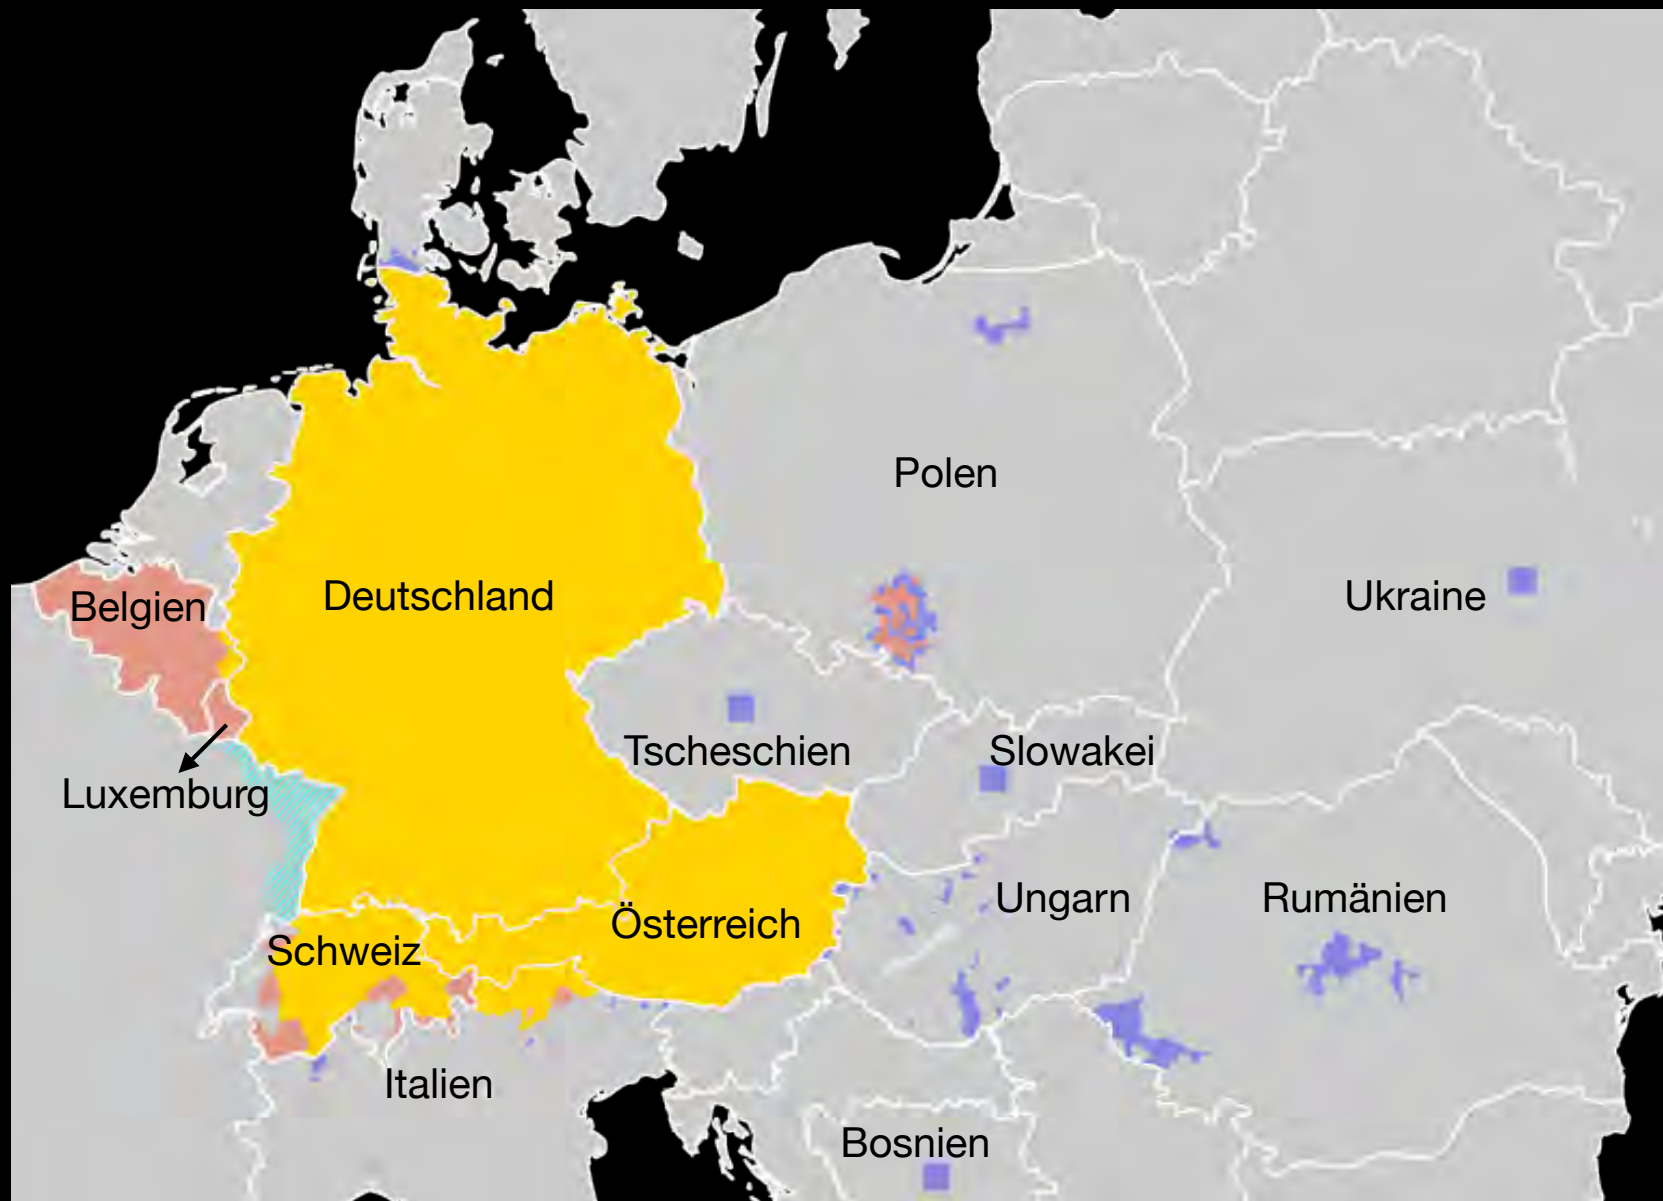 Polen
Belgien
Deutschland
Ukraine
Tscheschien
Slowakei
Luxemburg
Ungarn
Rumänien
Österreich
Schweiz
Italien
Bosnien